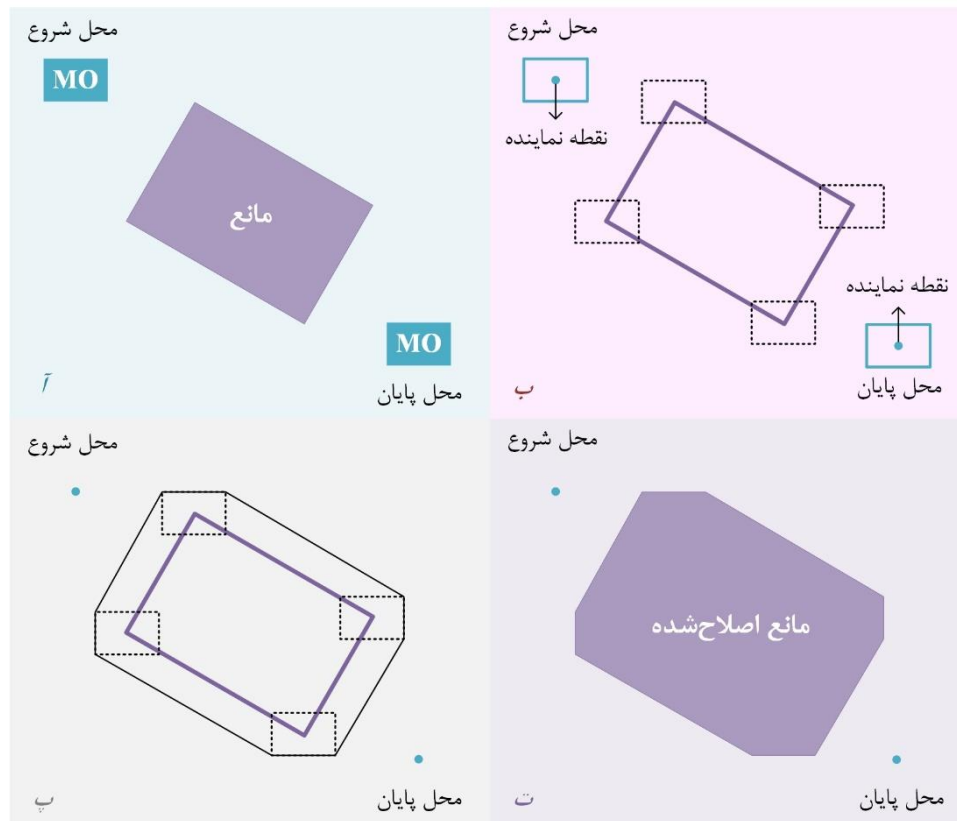 محل شروع
MO
مانع
MO
محل پایان
آ
محل شروع
نقطه نماینده
نقطه نماینده
محل پایان
ب
محل شروع
محل پایان
پ
محل شروع
مانع اصلاح‌شده
محل پایان
ت